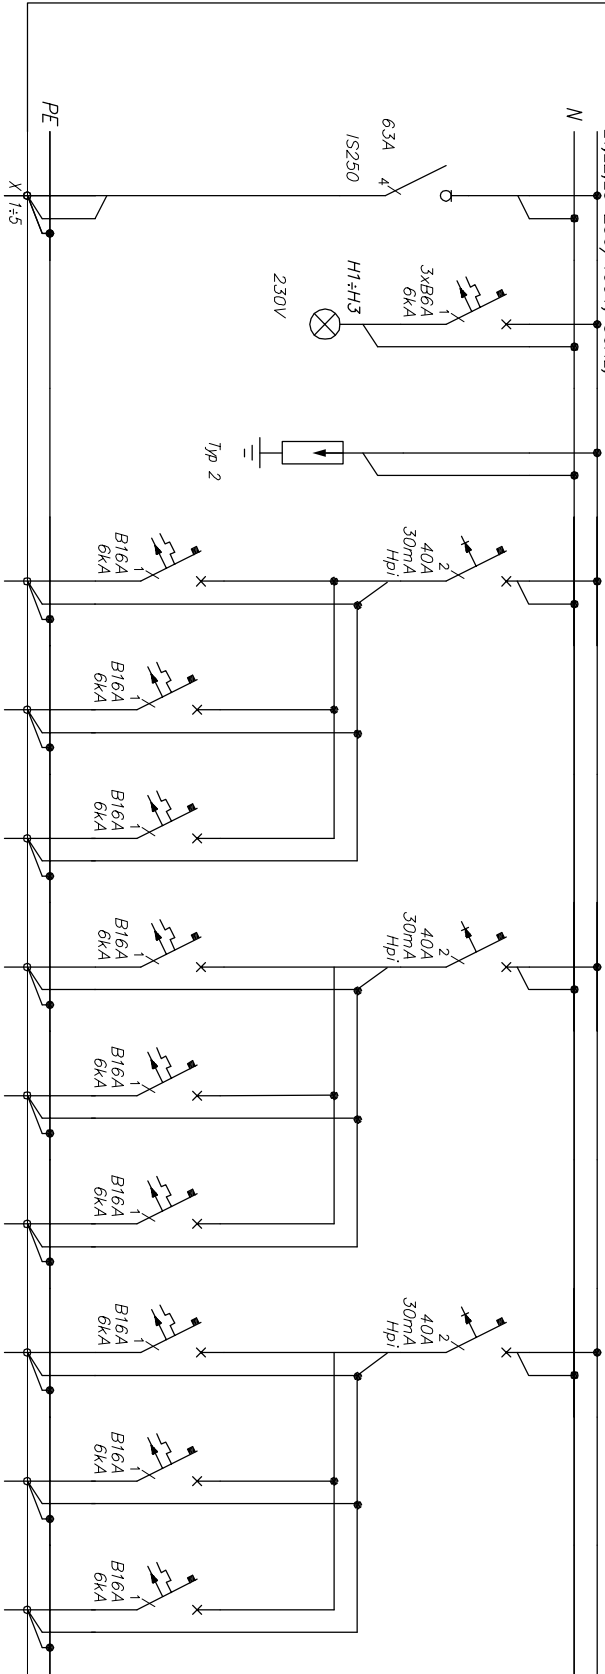 N
PE
63A
IS250
4
X 1÷5
3xB6A
6kA
1
H1÷H3
230V
Typ 2
40A
30mA
Hpi
2
B16A
6kA
1
B16A
6kA
1
B16A
6kA
1
40A
30mA
Hpi
2
B16A
6kA
1
B16A
6kA
1
B16A
6kA
1
40A
30mA
Hpi
2
B16A
6kA
1
B16A
6kA
1
B16A
6kA
1